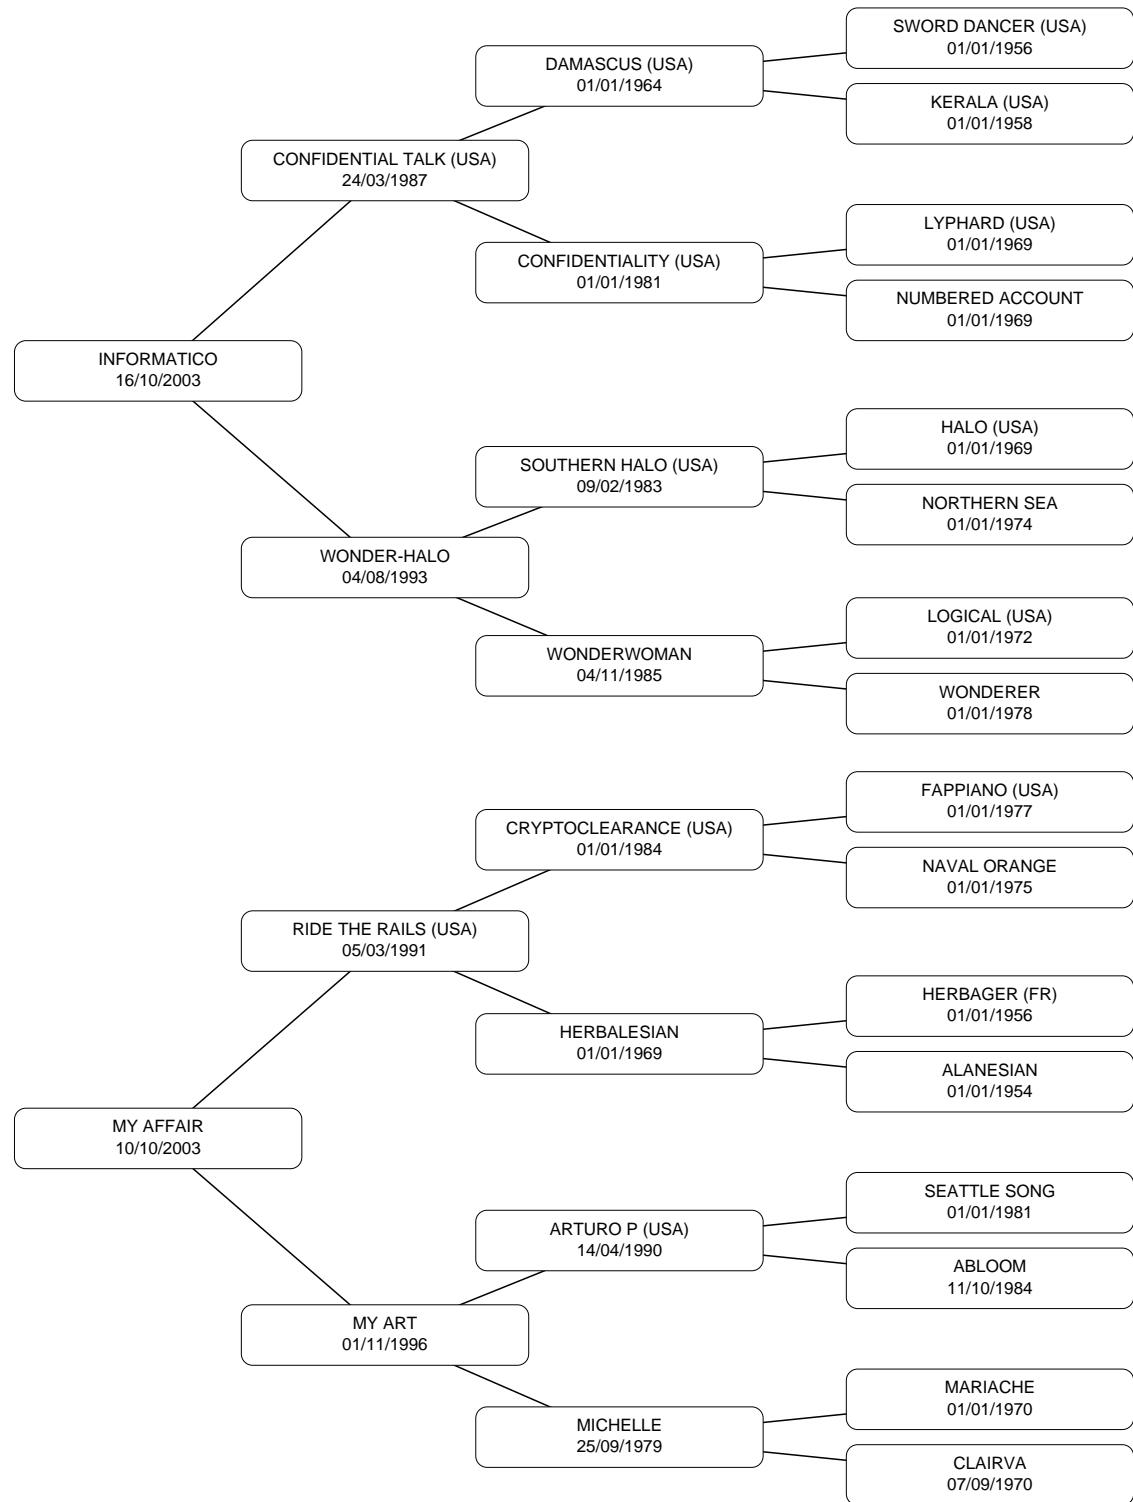 SWORD DANCER (USA)
01/01/1956
DAMASCUS (USA)
01/01/1964
KERALA (USA)
01/01/1958
CONFIDENTIAL TALK (USA)
24/03/1987
LYPHARD (USA)
01/01/1969
CONFIDENTIALITY (USA)
01/01/1981
NUMBERED ACCOUNT
01/01/1969
INFORMATICO
16/10/2003
HALO (USA)
01/01/1969
SOUTHERN HALO (USA)
09/02/1983
NORTHERN SEA
01/01/1974
WONDER-HALO
04/08/1993
LOGICAL (USA)
01/01/1972
WONDERWOMAN
04/11/1985
WONDERER
01/01/1978
FAPPIANO (USA)
01/01/1977
CRYPTOCLEARANCE (USA)
01/01/1984
NAVAL ORANGE
01/01/1975
RIDE THE RAILS (USA)
05/03/1991
HERBAGER (FR)
01/01/1956
HERBALESIAN
01/01/1969
ALANESIAN
01/01/1954
MY AFFAIR
10/10/2003
SEATTLE SONG
01/01/1981
ARTURO P (USA)
14/04/1990
ABLOOM
11/10/1984
MY ART
01/11/1996
MARIACHE
01/01/1970
MICHELLE
25/09/1979
CLAIRVA
07/09/1970